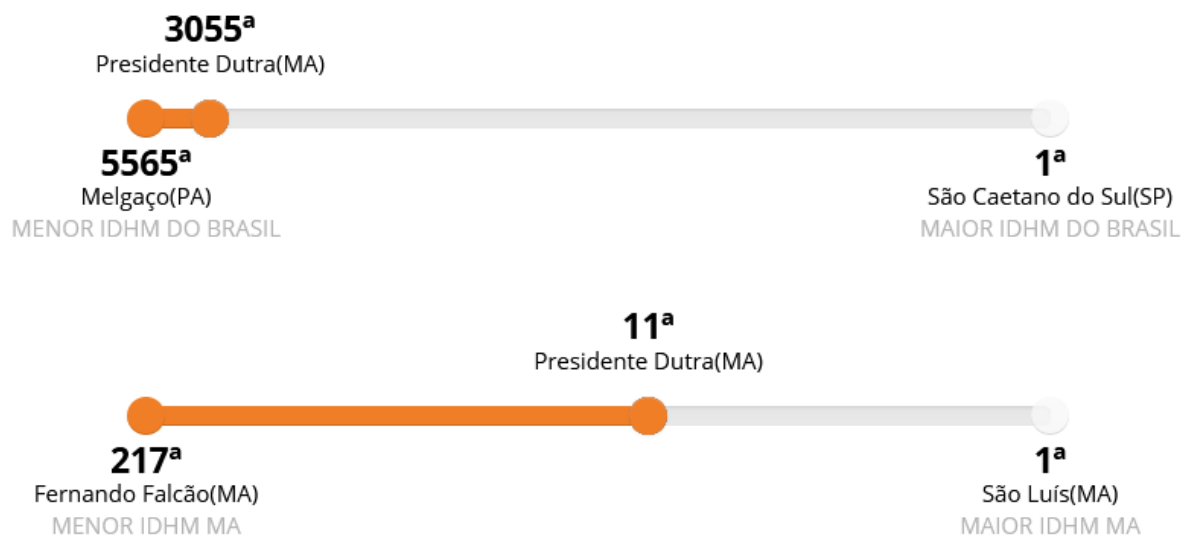 3055ª
Presidente Dutra(MA)
5565ª
Melgaço(PA)
MENOR IDHM DO BRASIL
1ª
São Caetano do Sul(SP)
MAIOR IDHM DO BRASIL
11ª
Presidente Dutra(MA)
217ª
Fernando Falcão(MA)
MENOR IDHM MA
1ª
São Luís(MA)
MAIOR IDHM MA